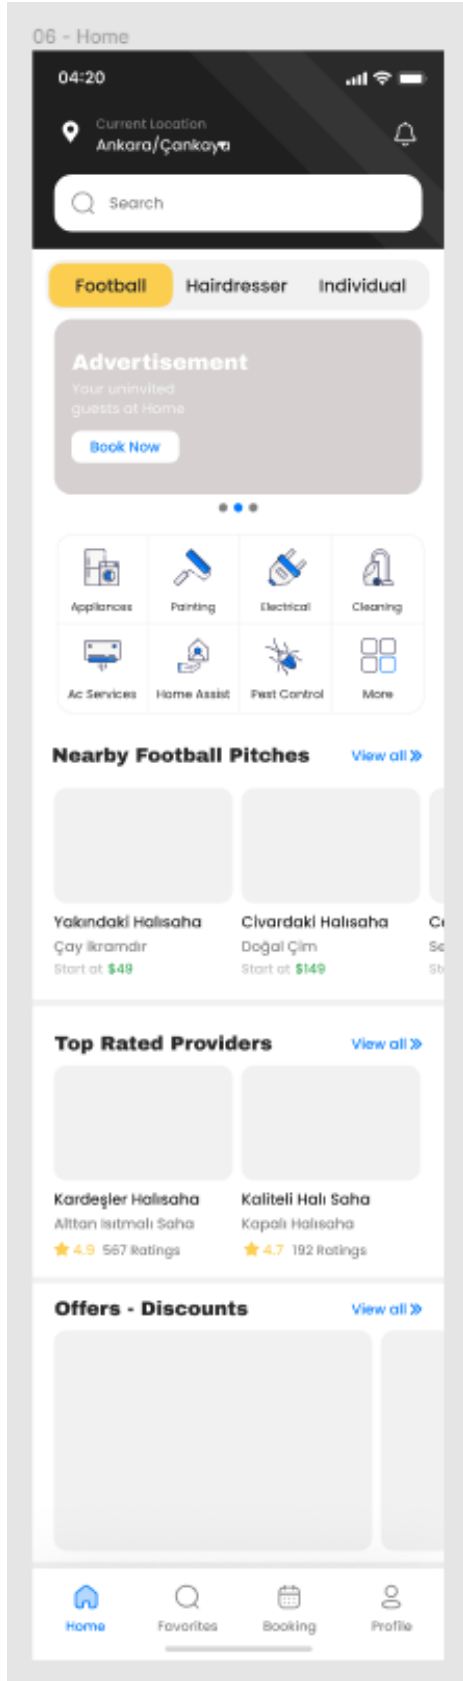 06 - Home
04:20
Current Location
Ankara/Çankaya
Search
Football Hairdresser Individual
Advertisement
Your uninvited
guests at Home
Book Now
Appliances Painting Electrical Cleaning
Ac Services Home Assist Pest Control More
Nearby Football Pitches View all
Yakındaki Halısaha Civardaki Halısaha Ce
Çay İkramdır Doğal Çim Se
Start at $49 Start at $149 St
Top Rated Providers View all
Kardeşler Halısaha Kaliteli Halı Saha
Alttan Isıtmalı Saha Kapalı Halısaha
4.9 567 Ratings 4.7 192 Ratings
Offers - Discounts View all
Home Favorites Booking Profile